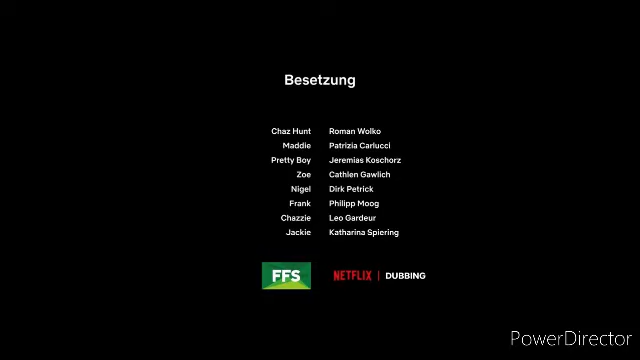 Besetzung
Chaz Hunt Roman Wolko
Maddie Patrizia Carlucci
Pretty Boy Jeremias Koschorz
Zoe Cathlen Gawlich
Nigel Dirk Petrick
Frank Philipp Moog
Chazzie Leo Gardeur
Jackie Katharina Spiering
FFS NETFLIX | DUBBING
PowerDirector